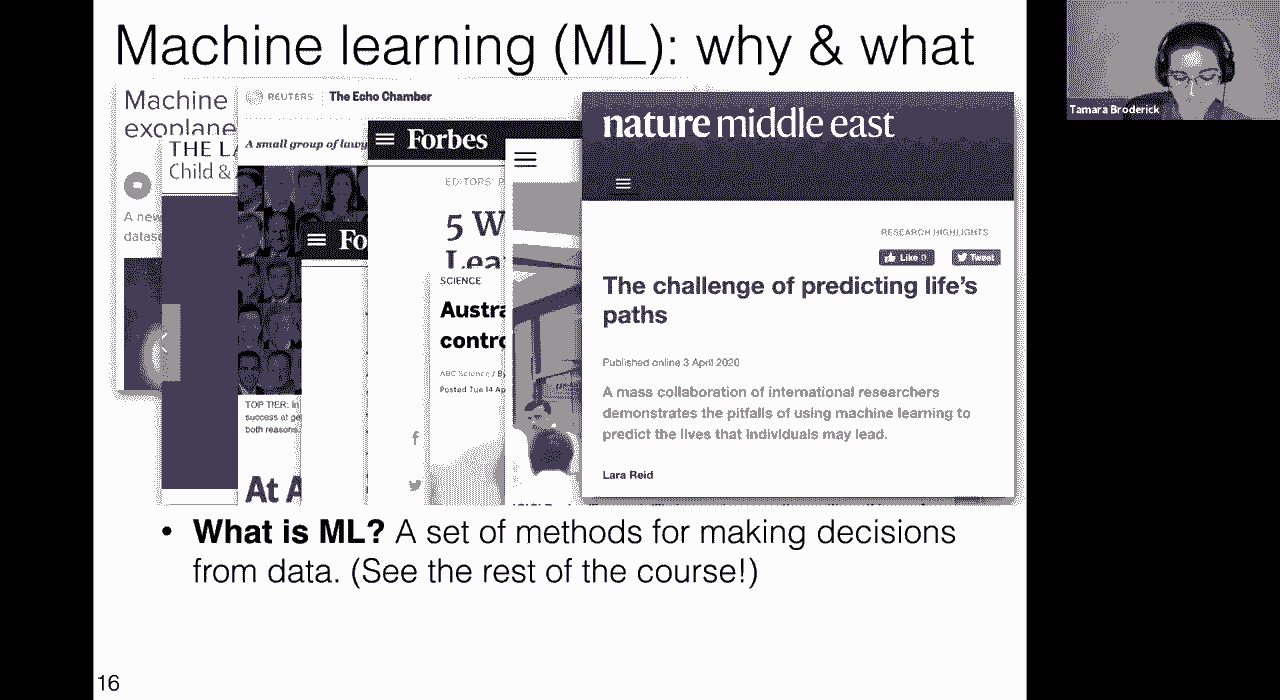 Machine learning (ML): why & what
Tamara Broderick
Machine
exoplane
A new
datase
THE LA
Child &
REUTERS The Echo Chamber
A small group of lawy
TOP TIER: In
success at ge
both reasons.
At A
Fo
Forbes
EDITORS' P
5 W
Lea
SCIENCE
Austra
contro
ABC Science / By
Posted Tue 14 Ap
nature middle east
RESEARCH HIGHLIGHTS
Like 0 Tweet
The challenge of predicting life's
paths
Published online 3 April 2020
A mass collaboration of international researchers
demonstrates the pitfalls of using machine learning to
predict the lives that individuals may lead.
Lara Reid
• What is ML? A set of methods for making decisions
from data. (See the rest of the course!)
16